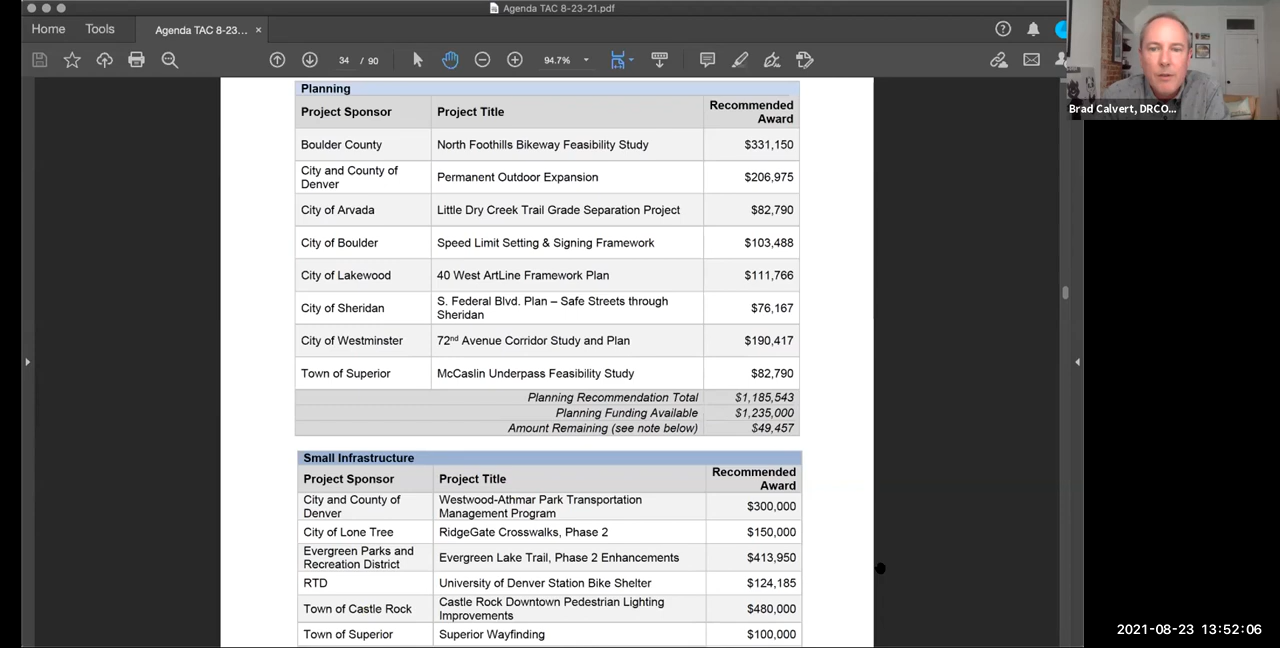 Agenda TAC 8-23-21.pdf
Home Tools Agenda TAC 8-23... ×
34 / 90 94.7%
Brad Calvert, DRCO...
Planning
Project Sponsor Project Title Recommended
Award
Boulder County North Foothills Bikeway Feasibility Study $331,150
City and County of
Denver Permanent Outdoor Expansion $206,975
City of Arvada Little Dry Creek Trail Grade Separation Project $82,790
City of Boulder Speed Limit Setting & Signing Framework $103,488
City of Lakewood 40 West ArtLine Framework Plan $111,766
City of Sheridan S. Federal Blvd. Plan – Safe Streets through
Sheridan $76,167
City of Westminster 72nd Avenue Corridor Study and Plan $190,417
Town of Superior McCaslin Underpass Feasibility Study $82,790
Planning Recommendation Total $1,185,543
Planning Funding Available $1,235,000
Amount Remaining (see note below) $49,457
Small Infrastructure
Project Sponsor Project Title Recommended
Award
City and County of
Denver Westwood-Athmar Park Transportation
Management Program $300,000
City of Lone Tree RidgeGate Crosswalks, Phase 2 $150,000
Evergreen Parks and
Recreation District Evergreen Lake Trail, Phase 2 Enhancements $413,950
RTD University of Denver Station Bike Shelter $124,185
Town of Castle Rock Castle Rock Downtown Pedestrian Lighting
Improvements $480,000
Town of Superior Superior Wayfinding $100,000
2021-08-23 13:52:06